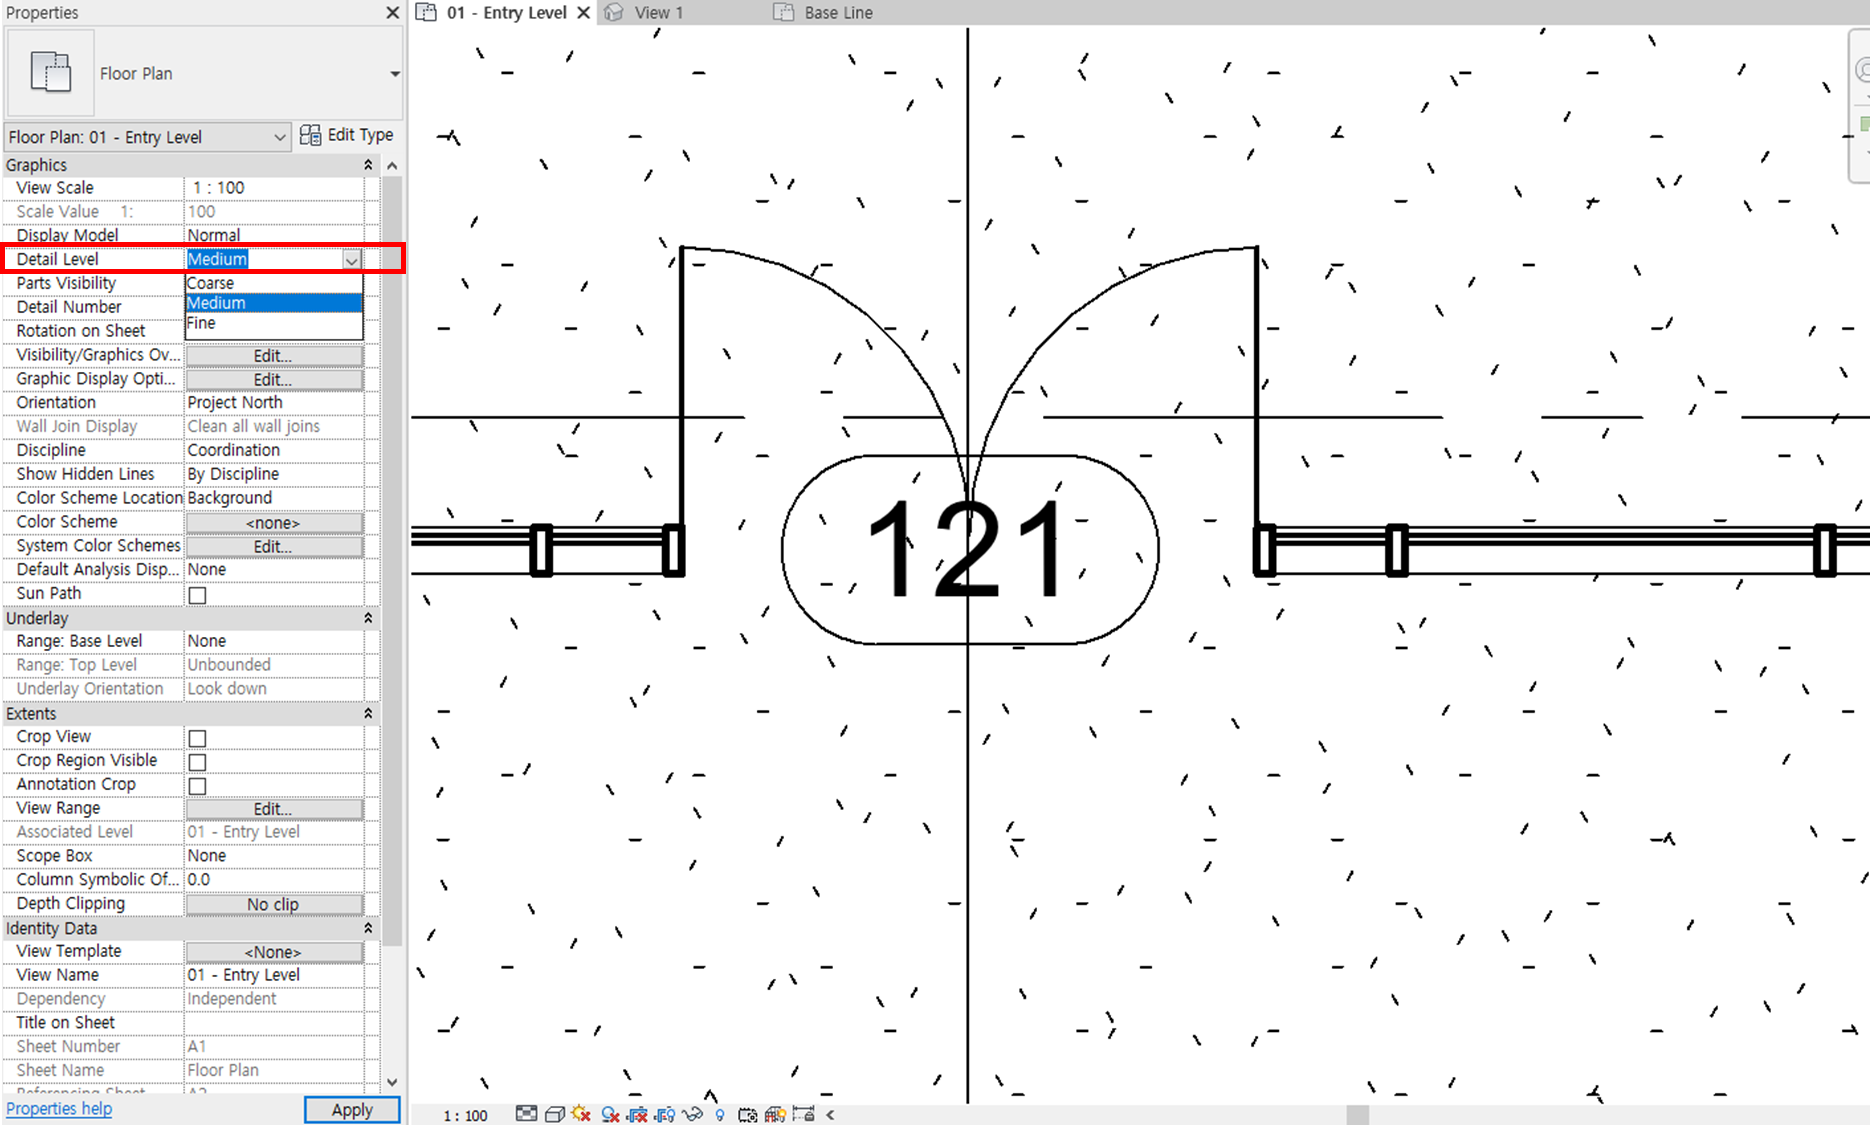 Properties
01 - Entry Level
View 1
Base Line
Floor Plan
Floor Plan: 01 - Entry Level
Edit Type
Graphics
View Scale 1 : 100
Scale Value 1: 100
Display Model Normal
Detail Level Medium
Parts Visibility Coarse
Medium
Detail Number
Fine
Rotation on Sheet
Visibility/Graphics Ov... Edit...
Graphic Display Opti... Edit...
Orientation Project North
Wall Join Display Clean all wall joins
Discipline Coordination
Show Hidden Lines By Discipline
Color Scheme Location Background
Color Scheme <none>
System Color Schemes Edit...
Default Analysis Disp... None
Sun Path
Underlay
Range: Base Level None
Range: Top Level Unbounded
Underlay Orientation Look down
Extents
Crop View
Crop Region Visible
Annotation Crop
View Range Edit...
Associated Level 01 - Entry Level
Scope Box None
Column Symbolic Of... 0.0
Depth Clipping No clip
Identity Data
View Template <None>
View Name 01 - Entry Level
Dependency Independent
Title on Sheet
Sheet Number A1
Sheet Name Floor Plan
Referencing Sheet A2
Properties help
Apply
121
1 : 100